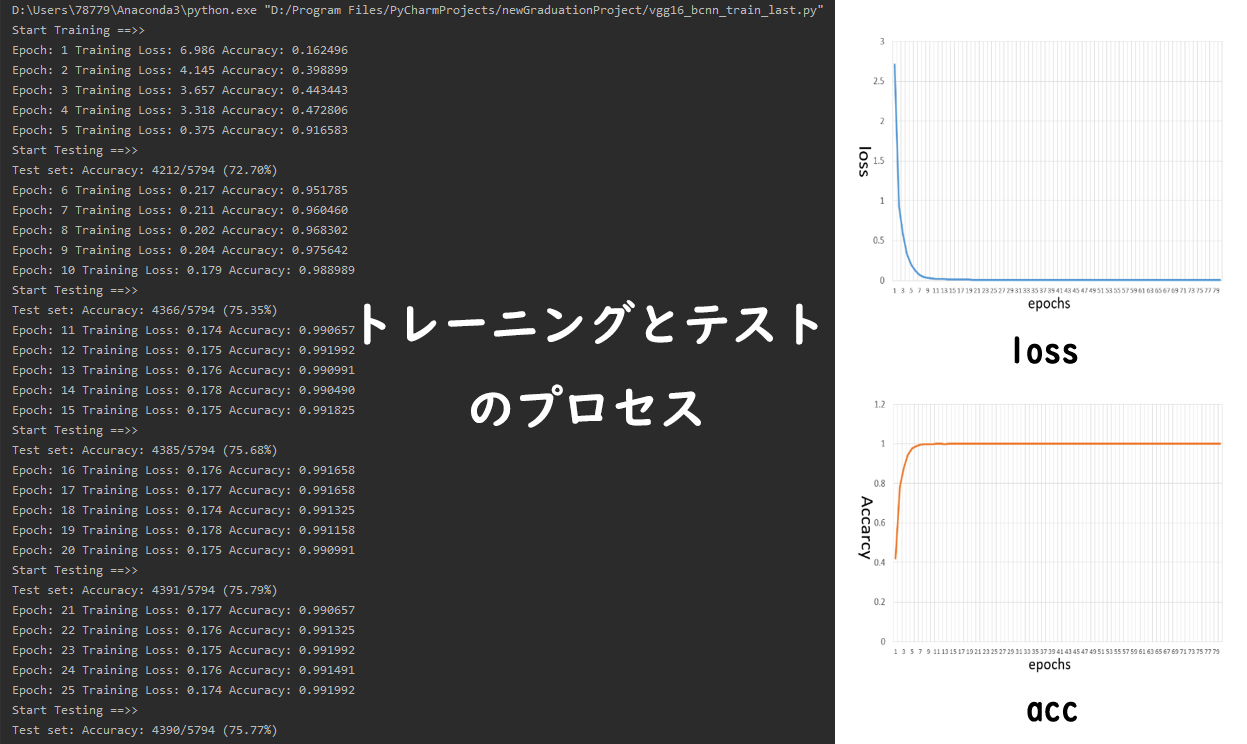 D:\Users\78779\Anaconda3\python.exe "D:/Program Files/PyCharmProjects/newGraduationProject/vgg16_bcnn_train_last.py"
Start Training ==>>
Epoch: 1 Training Loss: 6.986 Accuracy: 0.162496
Epoch: 2 Training Loss: 4.145 Accuracy: 0.398899
Epoch: 3 Training Loss: 3.657 Accuracy: 0.443443
Epoch: 4 Training Loss: 3.318 Accuracy: 0.472806
Epoch: 5 Training Loss: 0.375 Accuracy: 0.916583
Start Testing ==>>
Test set: Accuracy: 4212/5794 (72.70%)
Epoch: 6 Training Loss: 0.217 Accuracy: 0.951785
Epoch: 7 Training Loss: 0.211 Accuracy: 0.960460
Epoch: 8 Training Loss: 0.202 Accuracy: 0.968302
Epoch: 9 Training Loss: 0.204 Accuracy: 0.975642
Epoch: 10 Training Loss: 0.179 Accuracy: 0.988989
Start Testing ==>>
Test set: Accuracy: 4366/5794 (75.35%)
Epoch: 11 Training Loss: 0.174 Accuracy: 0.990657
Epoch: 12 Training Loss: 0.175 Accuracy: 0.991992
Epoch: 13 Training Loss: 0.176 Accuracy: 0.990991
Epoch: 14 Training Loss: 0.178 Accuracy: 0.990490
Epoch: 15 Training Loss: 0.175 Accuracy: 0.991825
Start Testing ==>>
Test set: Accuracy: 4385/5794 (75.68%)
Epoch: 16 Training Loss: 0.176 Accuracy: 0.991658
Epoch: 17 Training Loss: 0.177 Accuracy: 0.991658
Epoch: 18 Training Loss: 0.174 Accuracy: 0.991325
Epoch: 19 Training Loss: 0.178 Accuracy: 0.991158
Epoch: 20 Training Loss: 0.175 Accuracy: 0.990991
Start Testing ==>>
Test set: Accuracy: 4391/5794 (75.79%)
Epoch: 21 Training Loss: 0.177 Accuracy: 0.990657
Epoch: 22 Training Loss: 0.176 Accuracy: 0.991325
Epoch: 23 Training Loss: 0.175 Accuracy: 0.991992
Epoch: 24 Training Loss: 0.176 Accuracy: 0.991491
Epoch: 25 Training Loss: 0.174 Accuracy: 0.991992
Start Testing ==>>
Test set: Accuracy: 4390/5794 (75.77%)
トレーニングとテスト
のプロセス
3
2.5
2
1.5
1
0.5
0
loss
1 3 5 7 9 11 13 15 17 19 21 23 25 27 29 31 33 35 37 39 41 43 45 47 49 51 53 55 57 59 61 63 65 67 69 71 73 75 77 79
epochs
loss
1.2
1
0.8
0.6
0.4
0.2
0
Accarcy
1 3 5 7 9 11 13 15 17 19 21 23 25 27 29 31 33 35 37 39 41 43 45 47 49 51 53 55 57 59 61 63 65 67 69 71 73 75 77 79
epochs
acc